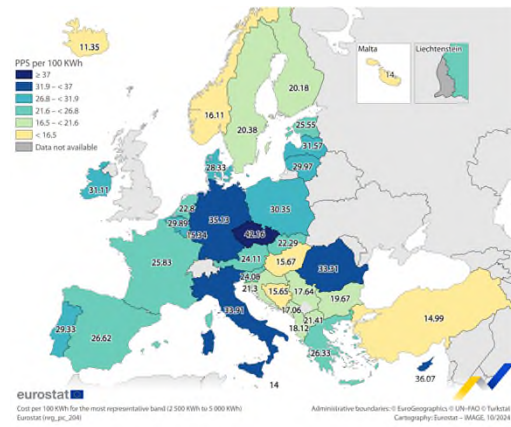 11.35
PPS per 100 KWh
≥ 37
31.9 – < 37
26.8 – < 31.9
21.6 – < 26.8
16.5 – < 21.6
< 16.5
Data not available
Malta
14
Liechtenstein
20.18
16.11
20.38
25.55
31.57
29.97
28.33
31.11
22.8
29.89
35.13
30.35
42.16
22.29
24.11
25.83
15.67
33.31
24.08
21.3
15.65
17.64
19.67
17.06
18.12
21.41
14.99
29.33
26.62
33.91
26.33
36.07
14
eurostat
Cost per 100 KWh for the most representative band (2 500 KWh to 5 000 KWh)
Eurostat (reg_pc_204)
Administrative boundaries: © EuroGeographics © UN–FAO © Turkstat
Cartography: Eurostat – IMAGE, 10/2024